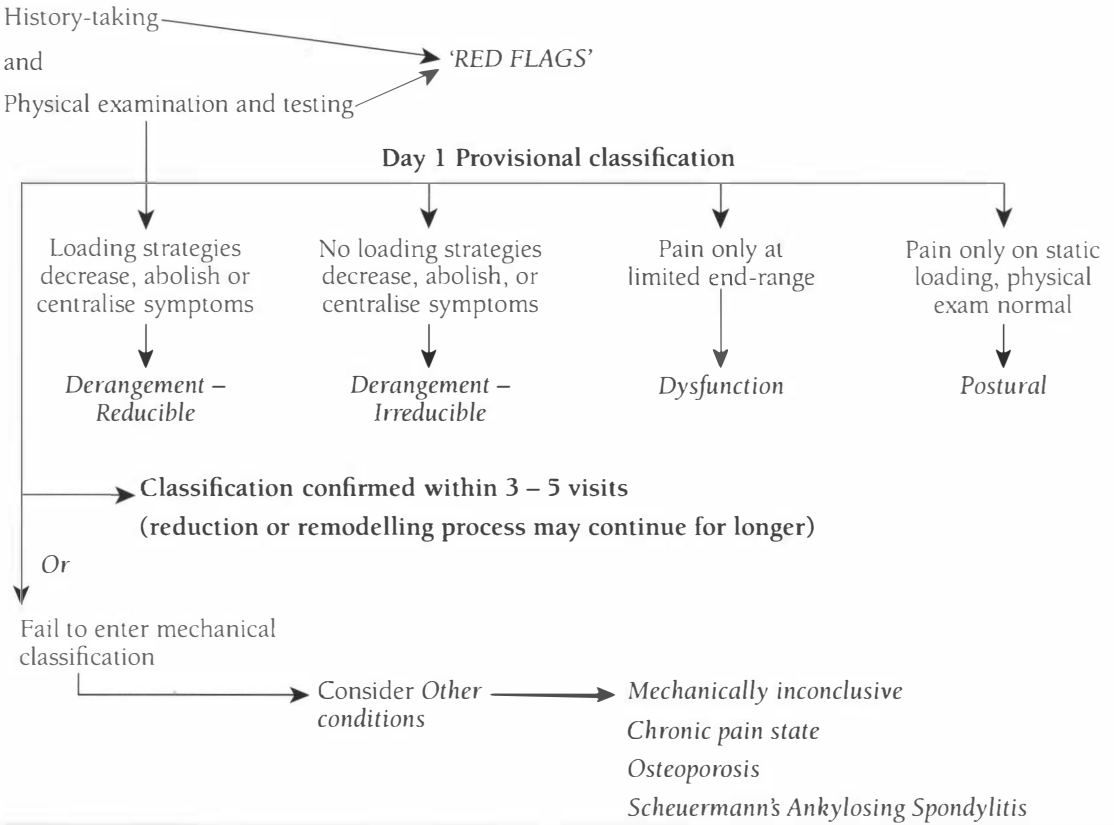 History-taking
and
'RED FLAGS'
Physical examination and testing
Day 1 Provisional classification
Loading strategies
decrease, abolish or
centralise symptoms
Derangement –
Reducible
No loading strategies
decrease, abolish, or
centralise symptoms
Derangement –
Irreducible
Pain only at
limited end-range
Dysfunction
Pain only on static
loading, physical
exam normal
Postural
Classification confirmed within 3 – 5 visits
(reduction or remodelling process may continue for longer)
Or
Fail to enter mechanical
classification
Consider Other
conditions
Mechanically inconclusive
Chronic pain state
Osteoporosis
Scheuermann's Ankylosing Spondylitis